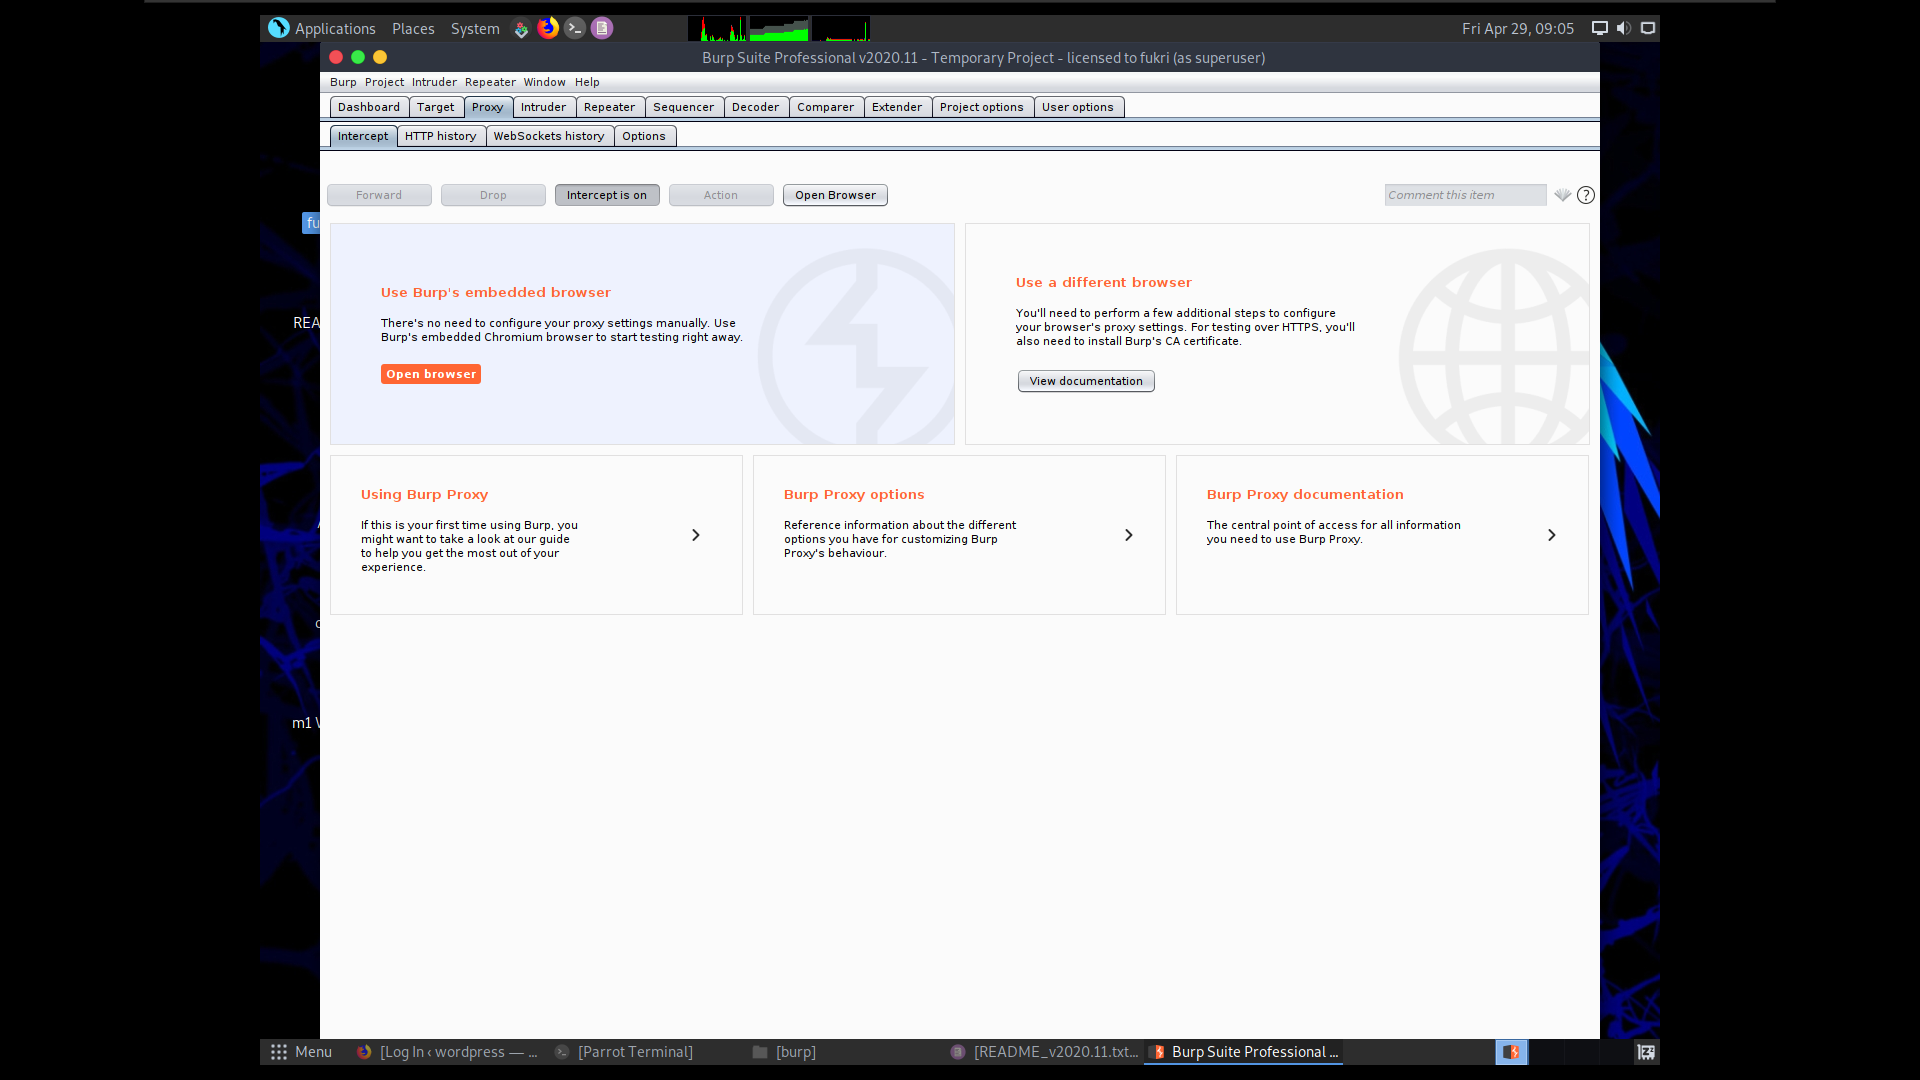 Applications Places System
Fri Apr 29, 09:05
Burp Suite Professional v2020.11 - Temporary Project - licensed to fukri (as superuser)
Burp Project Intruder Repeater Window Help
Dashboard Target Proxy Intruder Repeater Sequencer Decoder Comparer Extender Project options User options
Intercept HTTP history WebSockets history Options
Forward Drop Intercept is on Action Open Browser
Comment this item
?
fu
REA
m1
Use Burp's embedded browser
There's no need to configure your proxy settings manually. Use
Burp's embedded Chromium browser to start testing right away.
Open browser
Use a different browser
You'll need to perform a few additional steps to configure
your browser's proxy settings. For testing over HTTPS, you'll
also need to install Burp's CA certificate.
View documentation
Using Burp Proxy
If this is your first time using Burp, you
might want to take a look at our guide
to help you get the most out of your
experience.
Burp Proxy options
Reference information about the different
options you have for customizing Burp
Proxy's behaviour.
Burp Proxy documentation
The central point of access for all information
you need to use Burp Proxy.
Menu [Log In ‹ wordpress — ... [Parrot Terminal] [burp] [README_v2020.11.txt... Burp Suite Professional ...